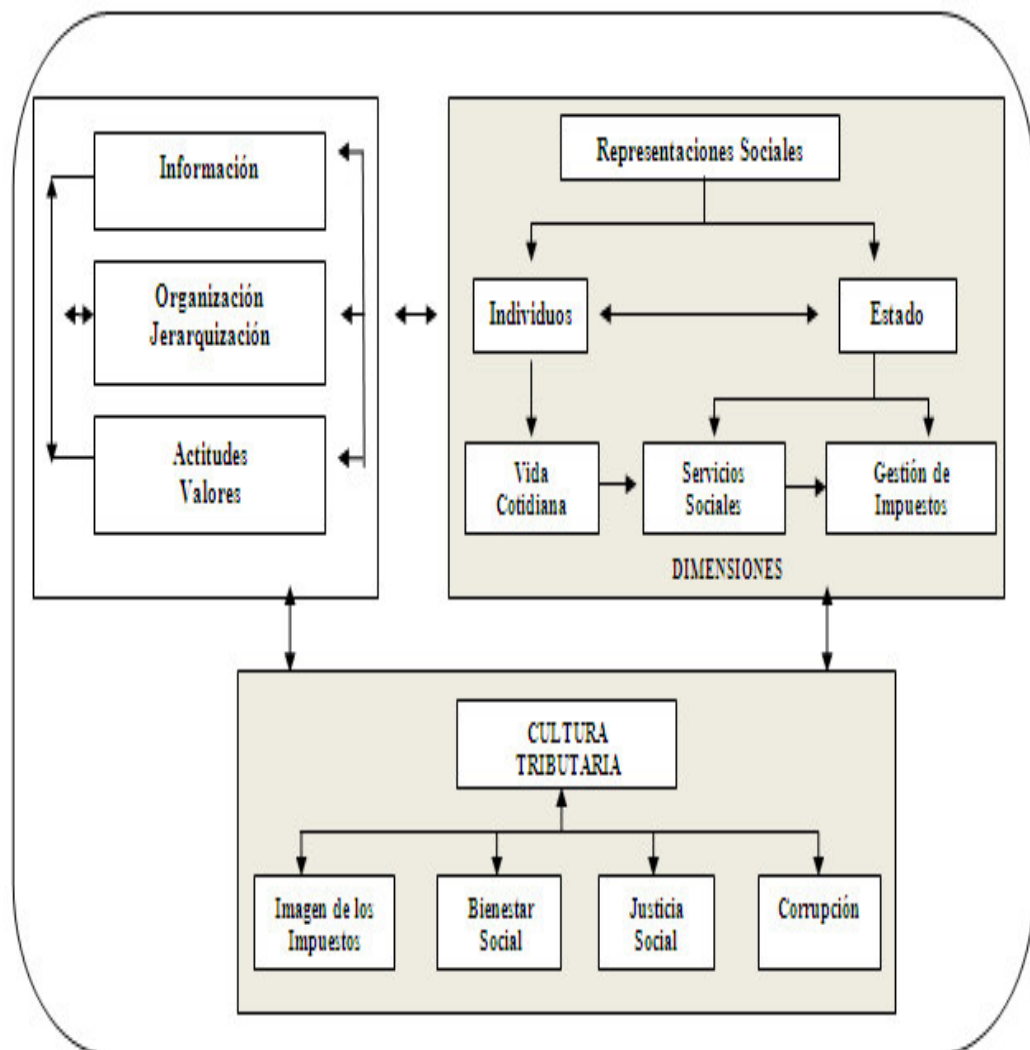 Información
Organización
Jerarquización
Actitudes
Valores
Representaciones Sociales
Individuos
Estado
Vida
Cotidiana
Servicios
Sociales
Gestión de
Impuestos
DIMENSIONES
CULTURA
TRIBUTARIA
Imagen de los
Impuestos
Bienestar
Social
Justicia
Social
Corrupción